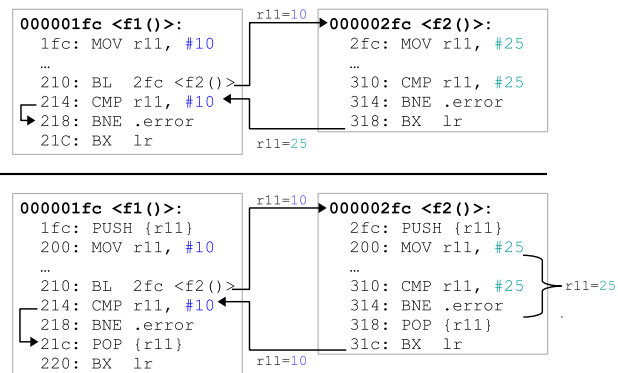 000001fc <f1()>:
1fc: MOV r11, #10
…
210: BL 2fc <f2()>
214: CMP r11, #10
218: BNE .error
21C: BX lr
r11=10
r11=25
000002fc <f2()>:
2fc: MOV r11, #25
…
310: CMP r11, #25
314: BNE .error
318: BX lr
000001fc <f1()>:
1fc: PUSH {r11}
200: MOV r11, #10
…
210: BL 2fc <f2()>
214: CMP r11, #10
218: BNE .error
21c: POP {r11}
220: BX lr
r11=10
r11=10
000002fc <f2()>:
2fc: PUSH {r11}
200: MOV r11, #25
…
310: CMP r11, #25
314: BNE .error
318: POP {r11}
31c: BX lr
r11=25